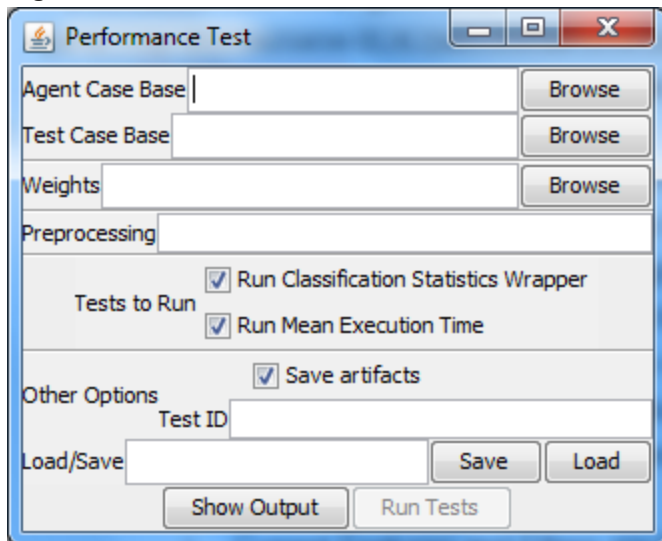 Performance Test
Agent Case Base Browse
Test Case Base Browse
Weights Browse
Preprocessing
Tests to Run
Run Classification Statistics Wrapper
Run Mean Execution Time
Save artifacts
Other Options
Test ID
Load/Save Save Load
Show Output Run Tests